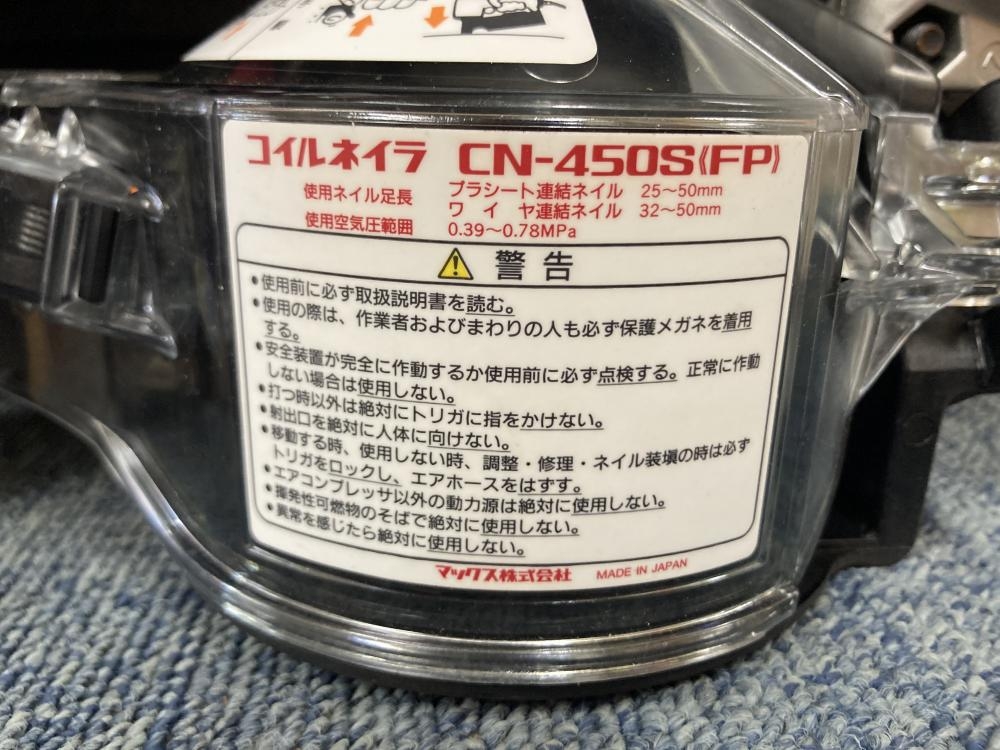 コイルネイラ CN-450S《FP》
使用ネイル足長 プラシート連結ネイル 25～50mm
ワイヤ連結ネイル 32～50mm
使用空気圧範囲 0.39～0.78MPa
警告
•使用前に必ず取扱説明書を読む。
•使用の際は、作業者およびまわりの人も必ず保護メガネを着用
する。
•安全装置が完全に作動するか使用前に必ず点検する。正常に作動
しない場合は使用しない。
•打つ時以外は絶対にトリガに指をかけない。
•射出口を絶対に人体に向けない。
•移動する時、使用しない時、調整・修理・ネイル装塡の時は必ず
トリガをロックし、エアホースをはずす。
•エアコンプレッサ以外の動力源は絶対に使用しない。
•揮発性可燃物のそばで絶対に使用しない。
•異常を感じたら絶対に使用しない。
マックス株式会社 MADE IN JAPAN